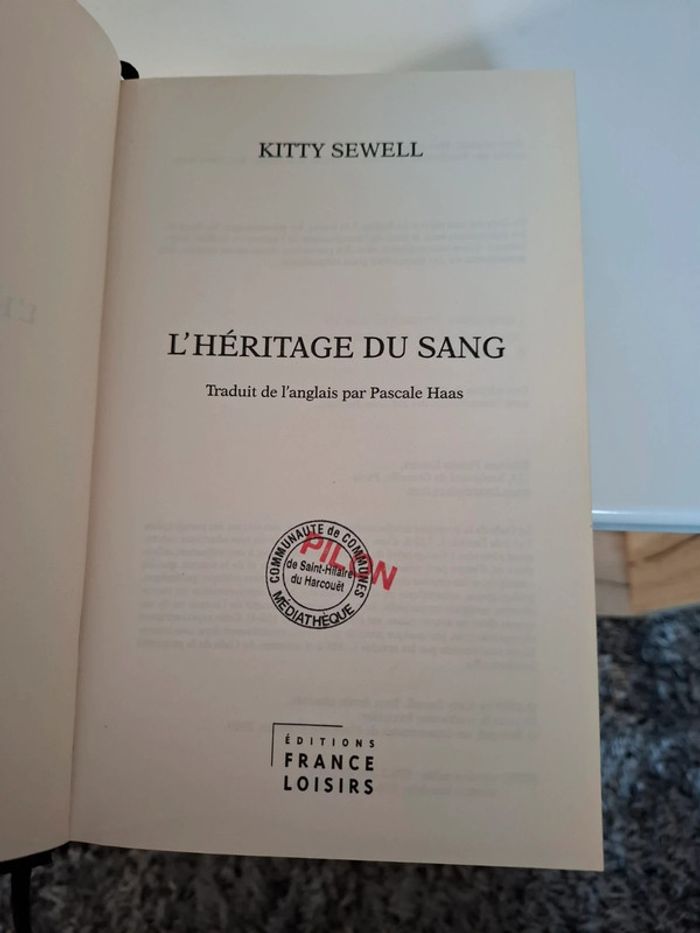 KITTY SEWELL
L'HÉRITAGE DU SANG
Traduit de l'anglais par Pascale Haas
COMMUNAUTE de COMMUNES
PILON
de Saint-Hilaire
du Harcouët
MÉDIATHÈQUE
ÉDITIONS
FRANCE
LOISIRS